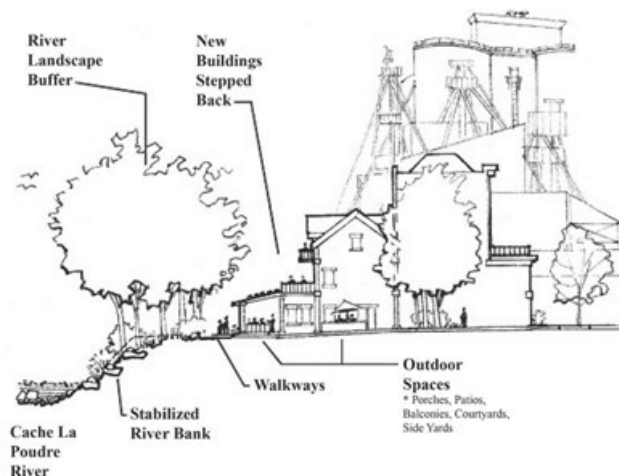 River
Landscape
Buffer
New
Buildings
Stepped
Back
Walkways
Outdoor
Spaces
* Porches, Patios,
Balconies, Courtyards,
Side Yards
Stabilized
River Bank
Cache La
Poudre
River